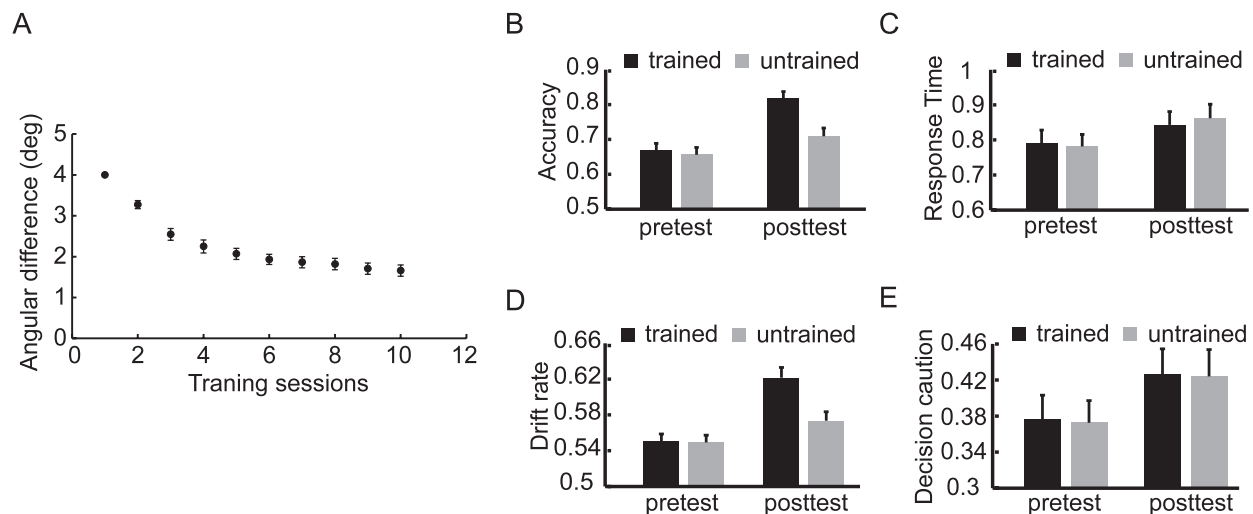 A
Angular difference (deg)
5
4
3
2
1
0
0 2 4 6 8 10 12
Traning sessions
B
trained untrained
Accuracy
0.9
0.8
0.7
0.6
0.5
pretest posttest
C
trained untrained
Response Time
1
0.9
0.8
0.7
0.6
pretest posttest
D
trained untrained
Drift rate
0.66
0.62
0.58
0.54
0.5
pretest posttest
E
trained untrained
Decision caution
0.46
0.42
0.38
0.34
0.3
pretest posttest